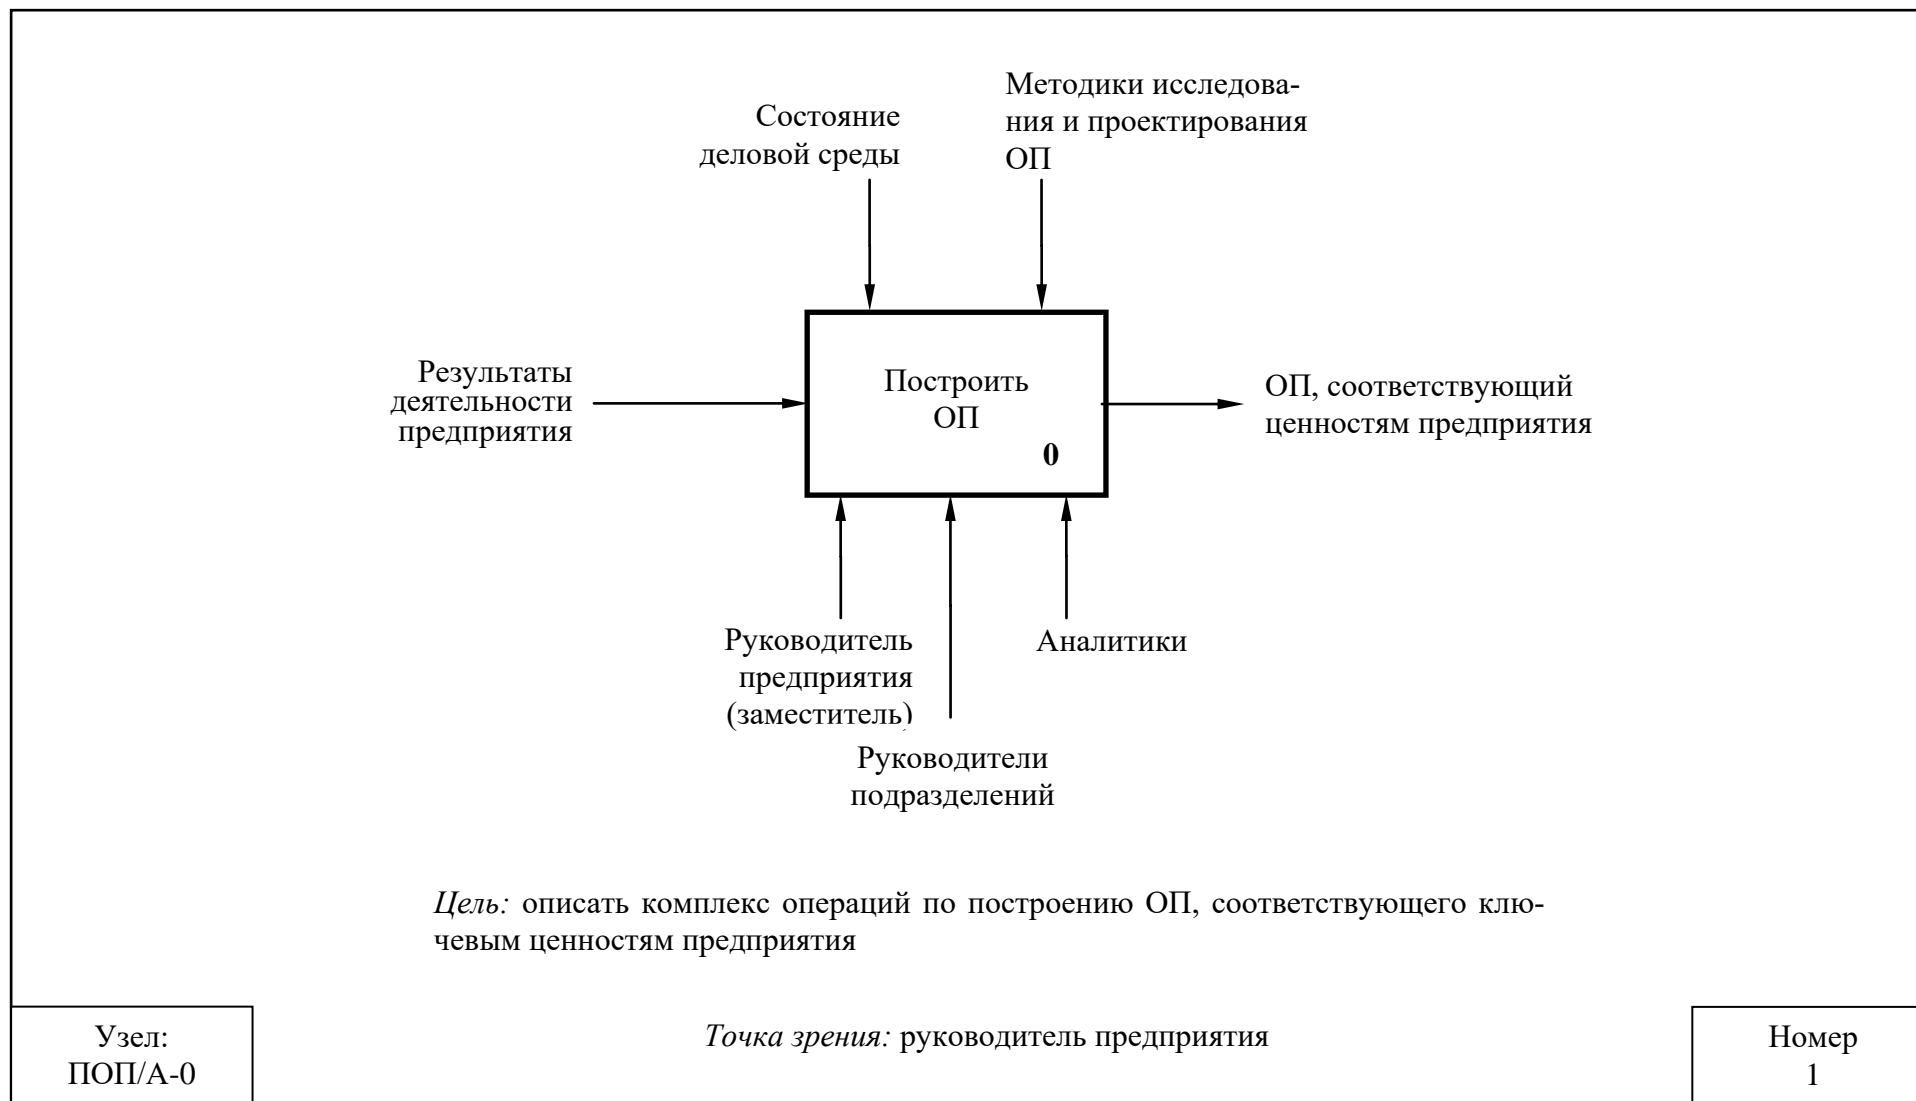 Состояние
деловой среды
Методики исследова-
ния и проектирования
ОП
Результаты
деятельности
предприятия
Построить
ОП
0
ОП, соответствующий
ценностям предприятия
Руководитель
предприятия
(заместитель)
Аналитики
Руководители
подразделений
Цель: описать комплекс операций по построению ОП, соответствующего клю-
чевым ценностям предприятия
Узел:
ПОП/А-0
Точка зрения: руководитель предприятия
Номер
1